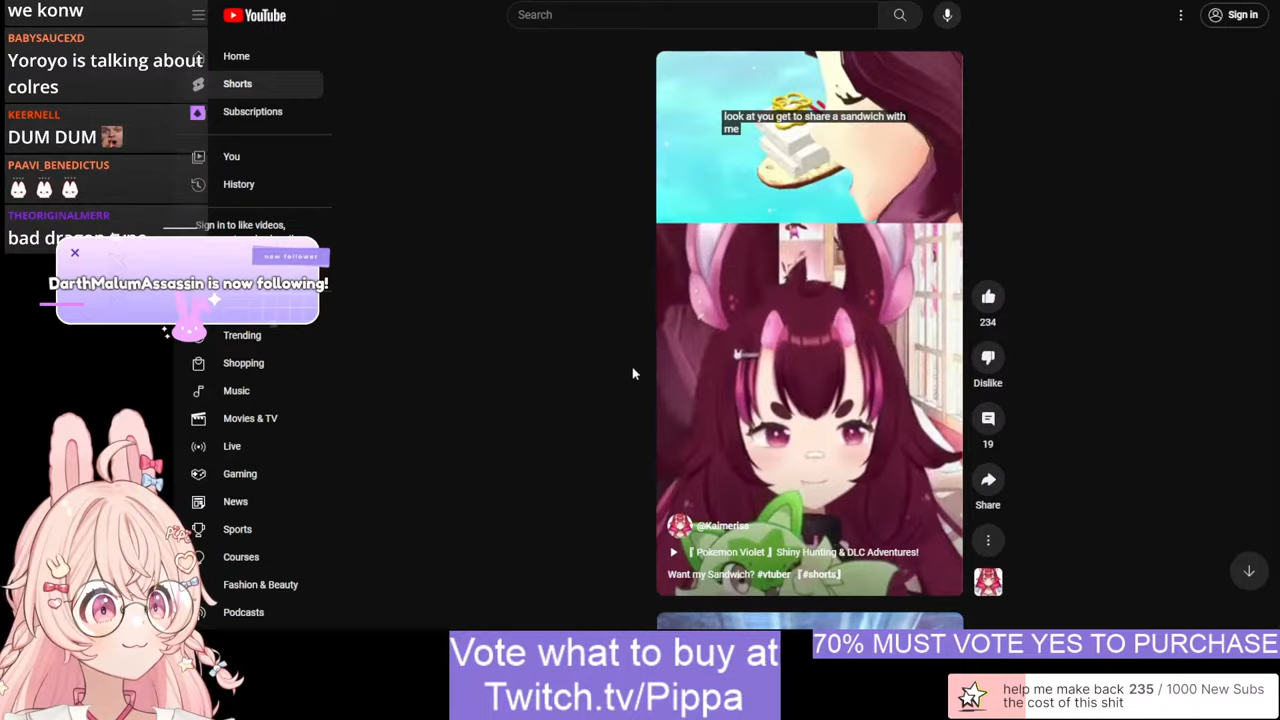 we konw
BABYSAUCEXD
Yoroyo is talking about
colres
KEERNELL
DUM DUM
PAAVI_BENEDICTUS
THEORIGINALMERR
bad dragon type
new follower
DarthMalumAssassin is now following!
YouTube
Search
Sign in
Home
Shorts
Subscriptions
You
History
Sign in to like videos,
Trending
Shopping
Music
Movies & TV
Live
Gaming
News
Sports
Courses
Fashion & Beauty
Podcasts
look at you get to share a sandwich with
me
@Kaimeriss
『 Pokemon Violet 』Shiny Hunting & DLC Adventures!
Want my Sandwich? #vtuber 『#shorts』
234
Dislike
19
Share
Pipp
Vote what to buy at
Twitch.tv/Pippa
70% MUST VOTE YES TO PURCHASE
help me make back 235 / 1000 New Subs
the cost of this shit